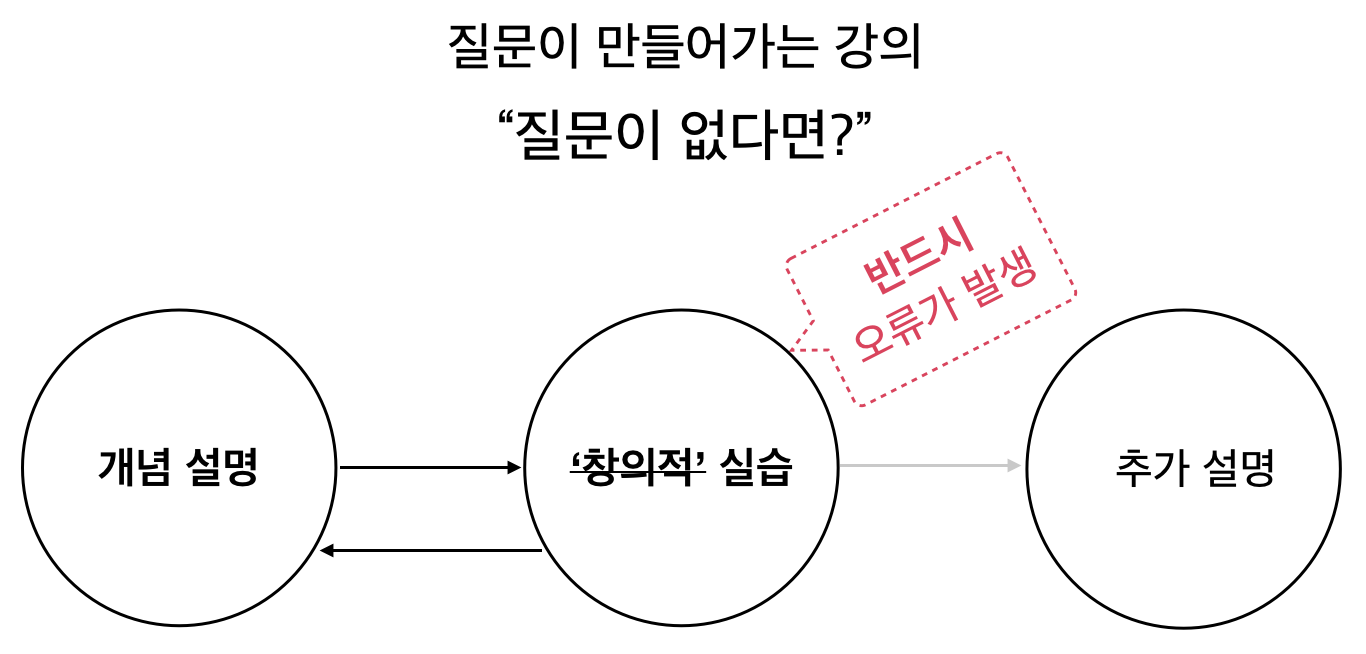 질문이 만들어가는 강의
“질문이 없다면?”
반드시
오류가 발생
개념 설명
‘창의적’ 실습
추가 설명